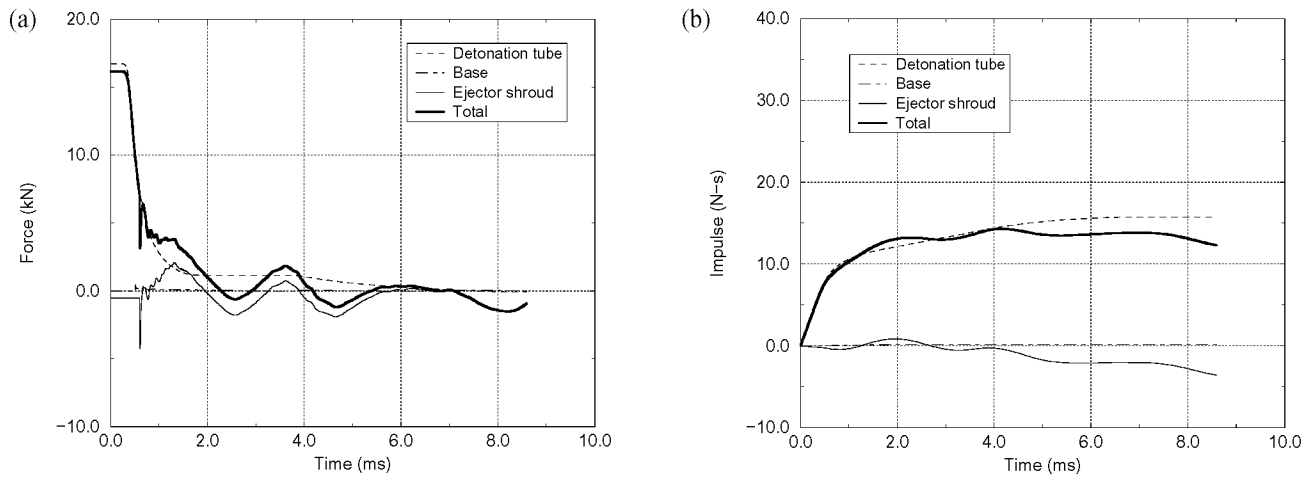 (a)
20.0
10.0
0.0
−10.0
Force (kN)
Detonation tube
Base
Ejector shroud
Total
0.0 2.0 4.0 6.0 8.0 10.0
Time (ms)
(b)
40.0
30.0
20.0
10.0
0.0
−10.0
Impulse (N−s)
Detonation tube
Base
Ejector shroud
Total
0.0 2.0 4.0 6.0 8.0 10.0
Time (ms)